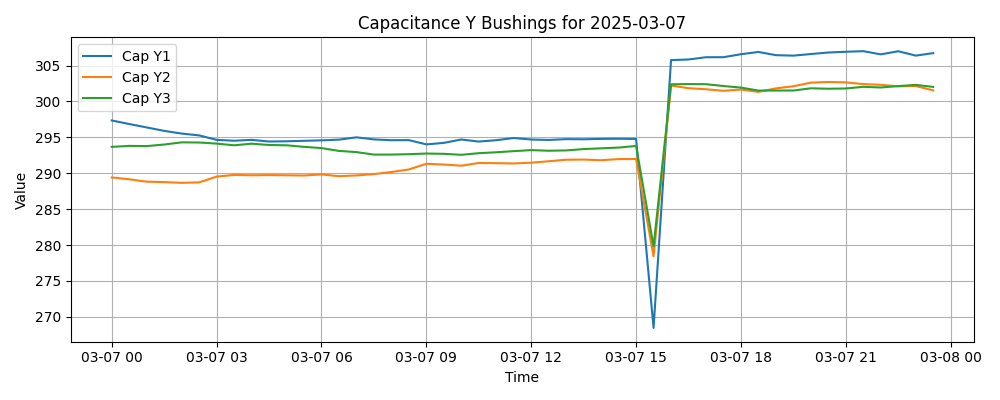 Capacitance Y Bushings for 2025-03-07
Cap Y1
Cap Y2
Cap Y3
Value
305
300
295
290
285
280
275
270
03-07 00 03-07 03 03-07 06 03-07 09 03-07 12 03-07 15 03-07 18 03-07 21 03-08 00
Time